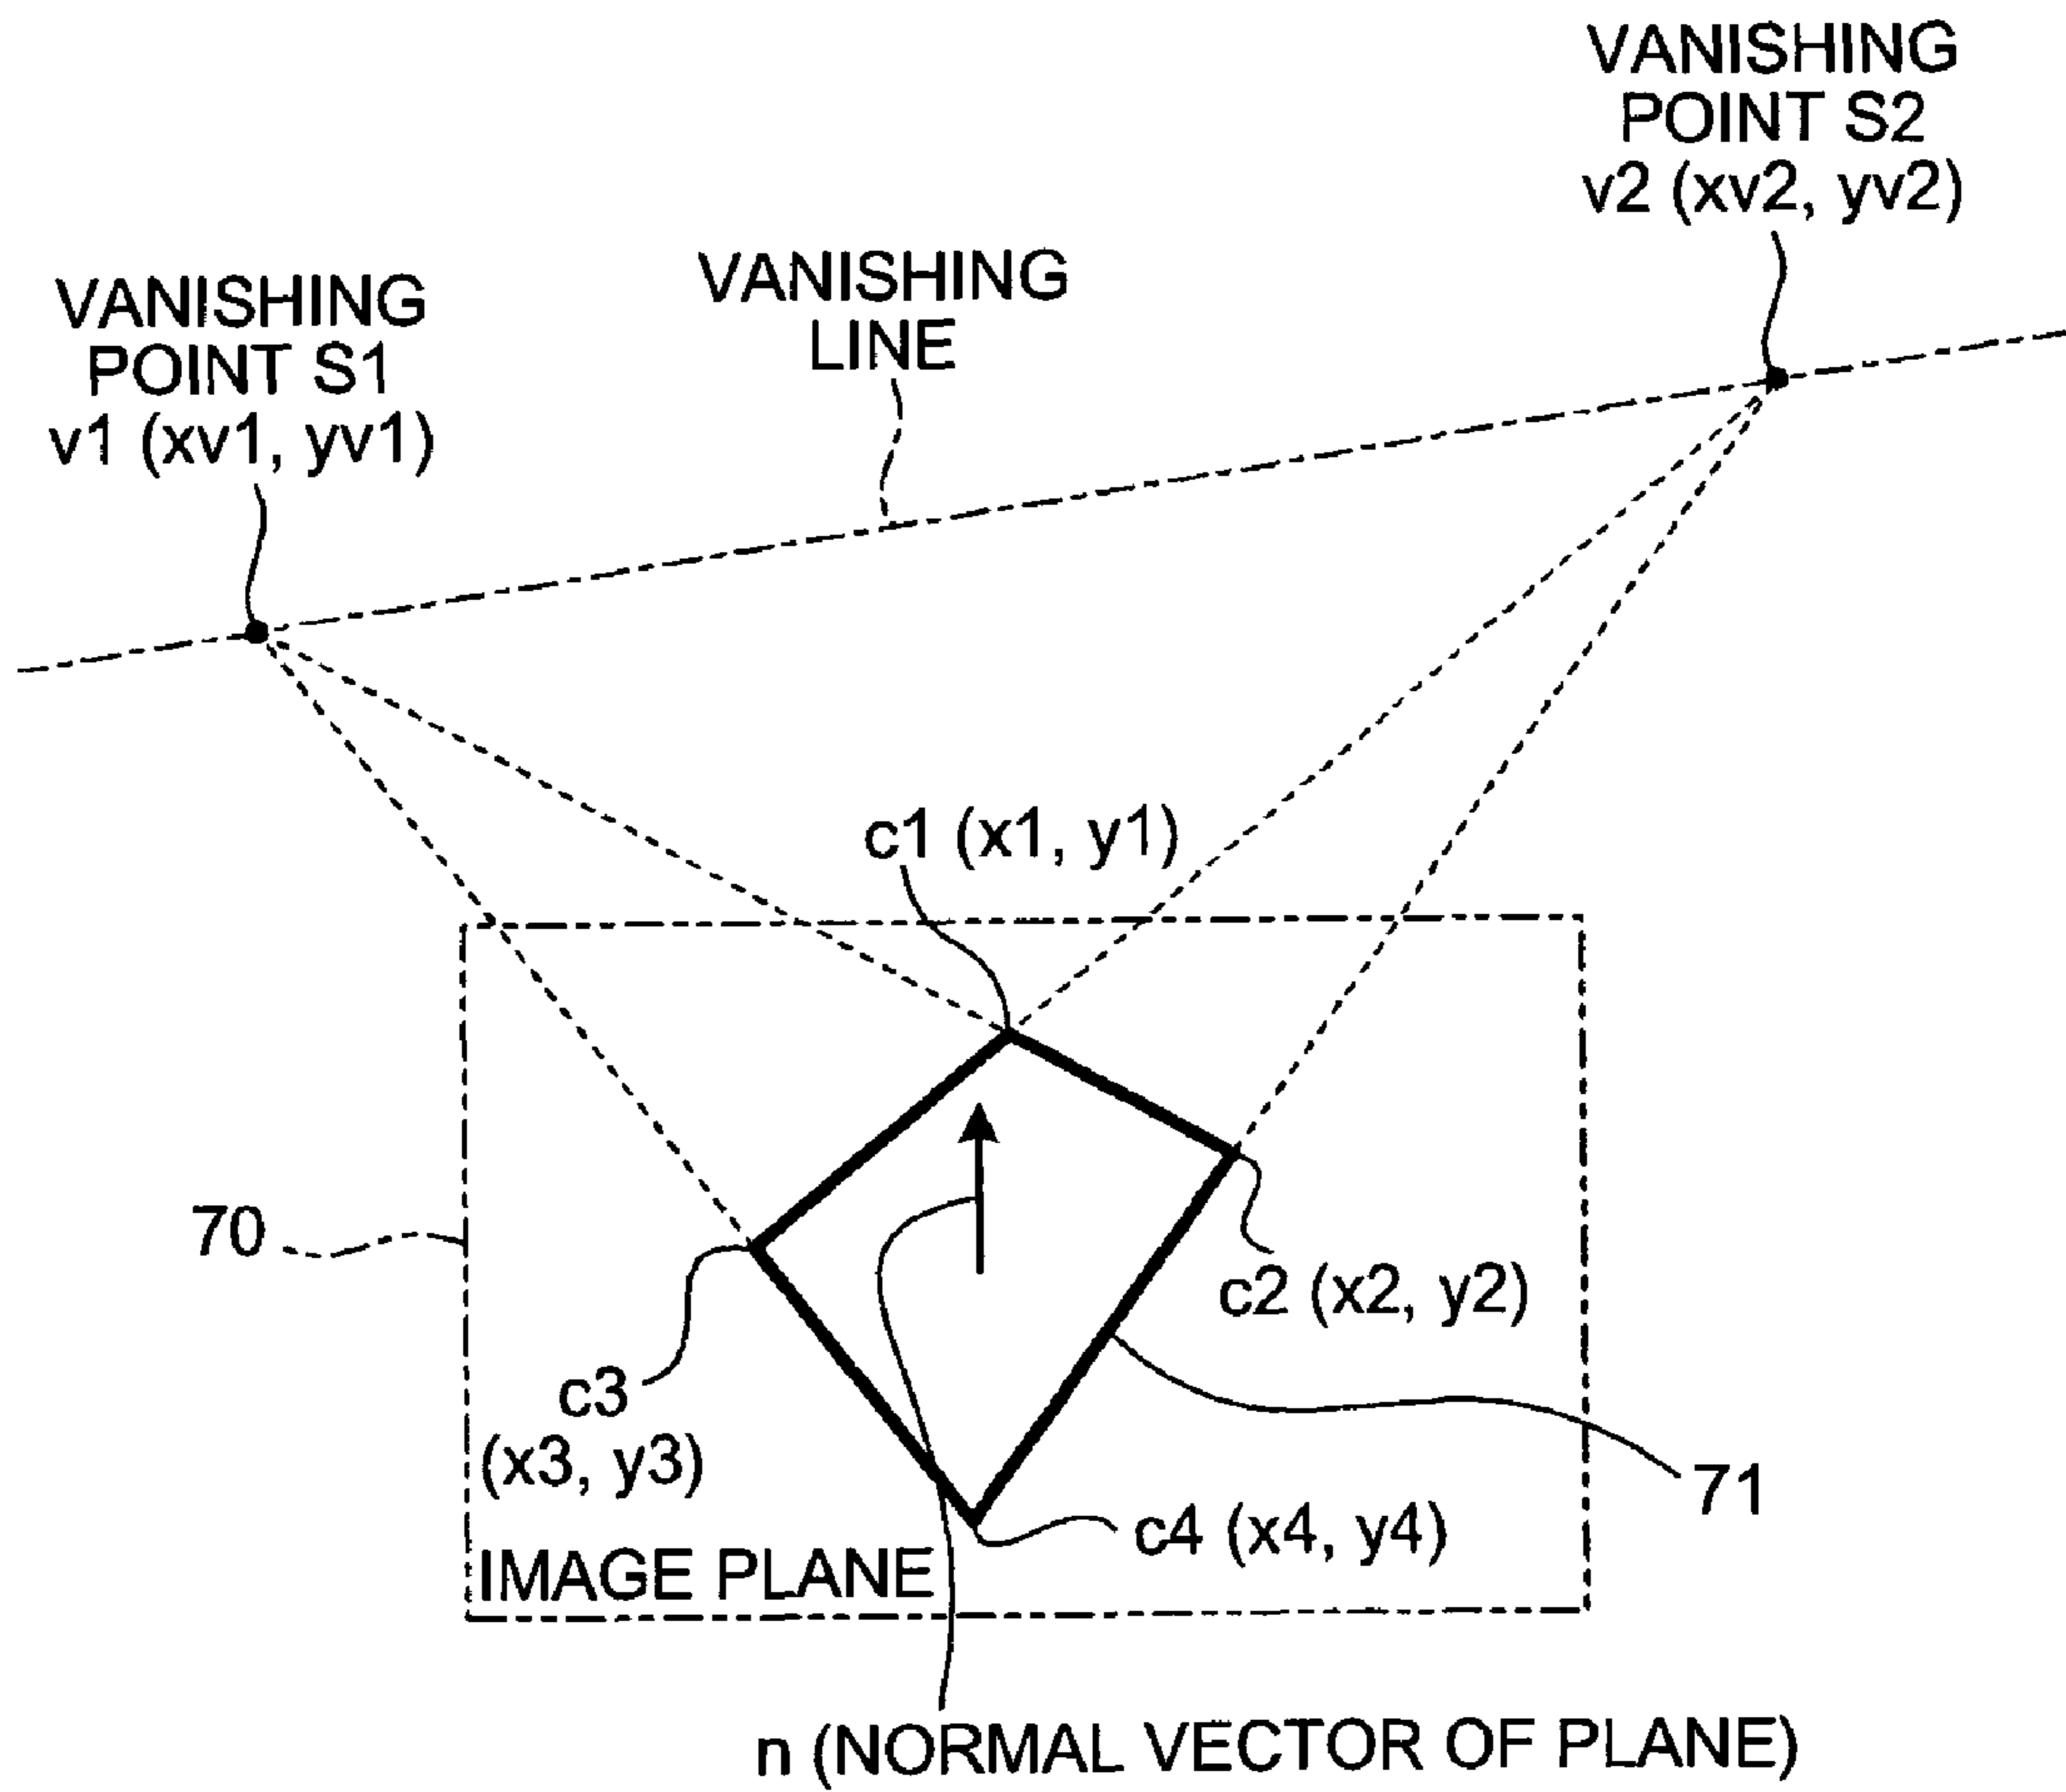 VANISHING
POINT S2
v2 (xv2, yv2)
VANISHING
LINE
VANISHING
POINT S1
v1 (xv1, yv1)
c1 (x1, y1)
70
c2 (x2, y2)
c3
(x3, y3)
71
c4 (x4, y4)
IMAGE PLANE
n (NORMAL VECTOR OF PLANE)